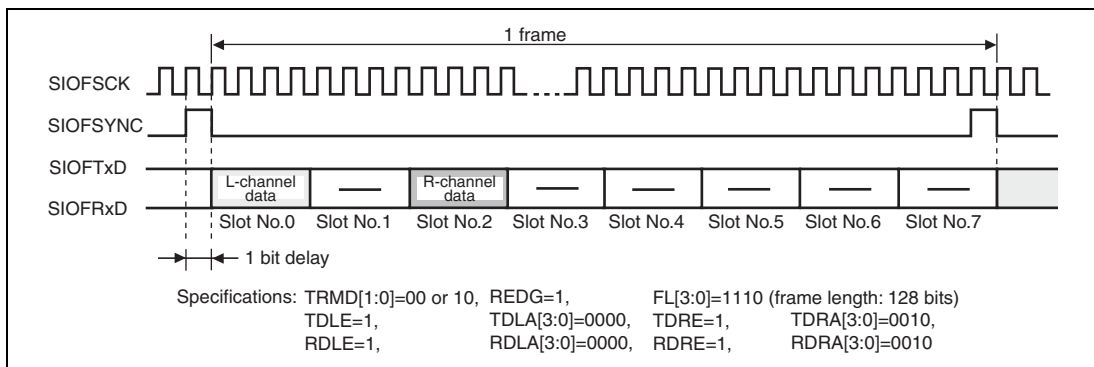 1 frame
SIOFSCK
SIOFSYNC
SIOFTxD
SIOFRxD
L-channel data
R-channel data
Slot No.0 Slot No.1 Slot No.2 Slot No.3 Slot No.4 Slot No.5 Slot No.6 Slot No.7
1 bit delay
Specifications: TRMD[1:0]=00 or 10, REDG=1, FL[3:0]=1110 (frame length: 128 bits)
TDLE=1, TDLA[3:0]=0000, TDRE=1, TDRA[3:0]=0010,
RDLE=1, RDLA[3:0]=0000, RDRE=1, RDRA[3:0]=0010